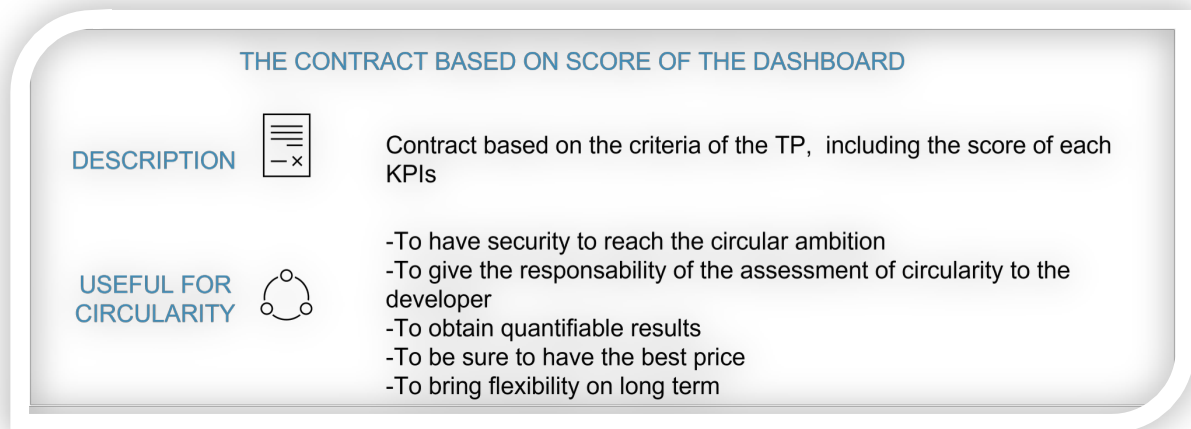 THE CONTRACT BASED ON SCORE OF THE DASHBOARD
DESCRIPTION
Contract based on the criteria of the TP,  including the score of each
KPIs
USEFUL FOR
CIRCULARITY
-To have security to reach the circular ambition
-To give the responsability of the assessment of circularity to the
developer
-To obtain quantifiable results
-To be sure to have the best price
-To bring flexibility on long term